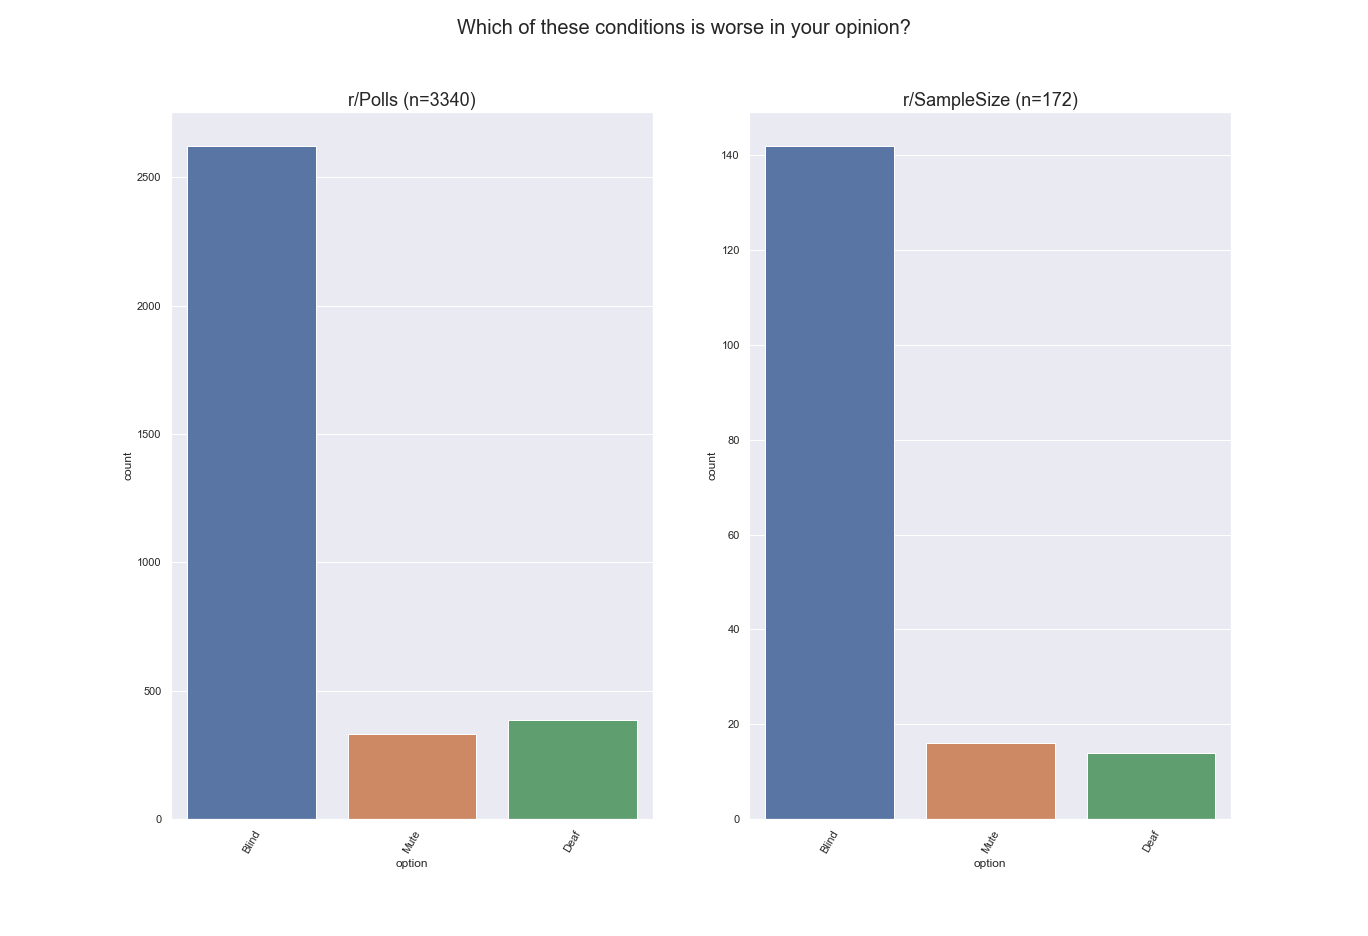 Which of these conditions is worse in your opinion?
r/Polls (n=3340)
2500
2000
1500
1000
500
0
count
Blind
Mute
Deaf
option
r/SampleSize (n=172)
140
120
100
80
60
40
20
0
count
Blind
Mute
Deaf
option